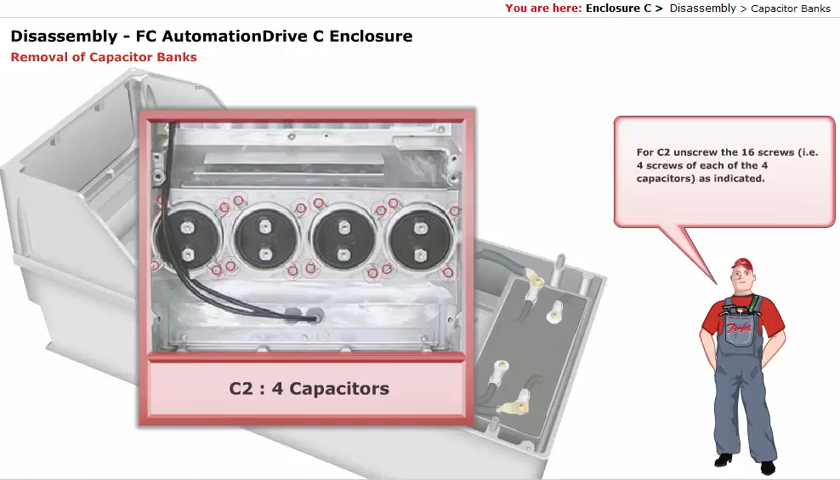 You are here: Enclosure C > Disassembly > Capacitor Banks
Disassembly - FC AutomationDrive C Enclosure
Removal of Capacitor Banks
For C2 unscrew the 16 screws (i.e.
4 screws of each of the 4
capacitors) as indicated.
Danfoss
C2 : 4 Capacitors